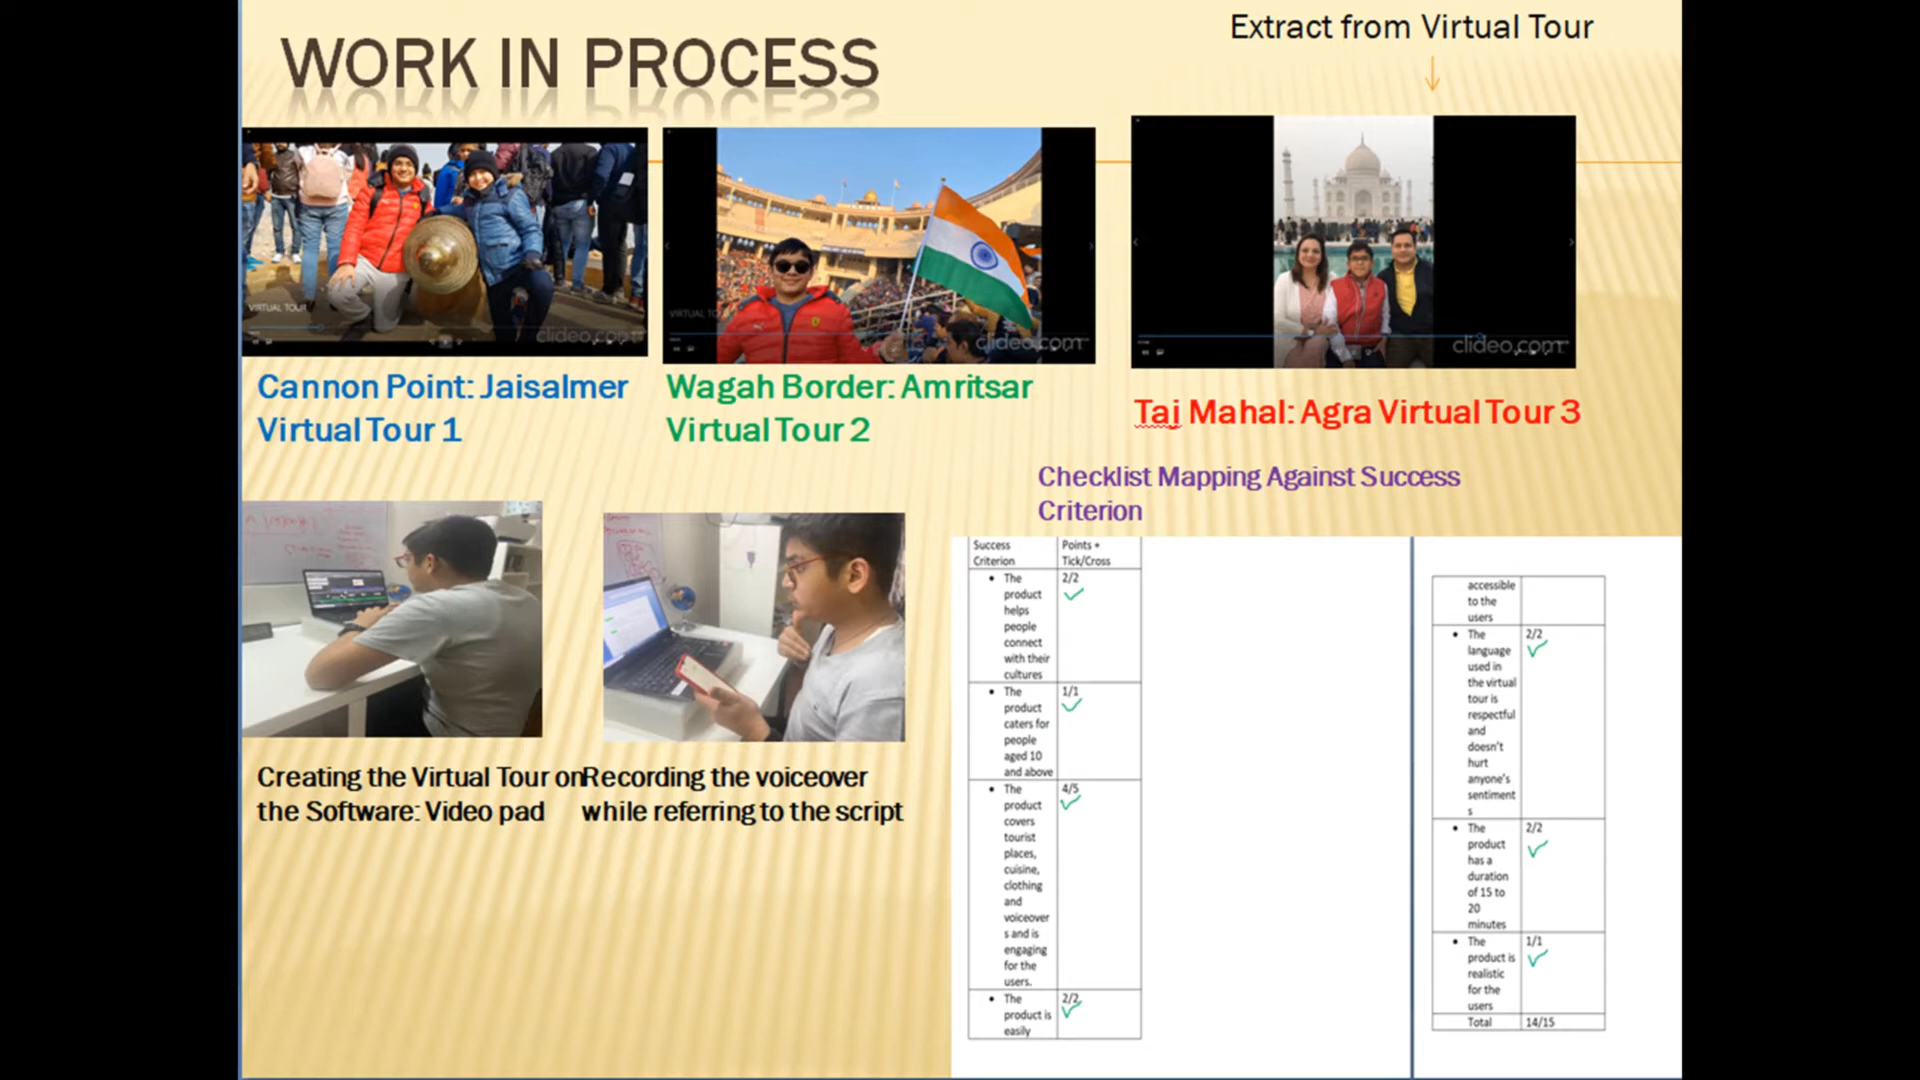 WORK IN PROCESS
Extract from Virtual Tour
VIRTUAL TOUR
clideo.com
VIRTUAL TO
clideo.com
clideo.com
Cannon Point: Jaisalmer
Virtual Tour 1
Wagah Border: Amritsar
Virtual Tour 2
Taj Mahal: Agra Virtual Tour 3
Checklist Mapping Against Success
Criterion
Creating the Virtual Tour on
the Software: Video pad
Recording the voiceover
while referring to the script
Success
Criterion
Points +
Tick/Cross
The
product
helps
people
connect
with their
cultures
2/2
The
product
caters for
people
aged 10
and above
1/1
The
product
covers
tourist
places,
cuisine,
clothing
and
voiceover
s and is
engaging
for the
users.
4/5
The
product is
easily
2/2
accessible
to the
users
The
language
used in
the virtual
tour is
respectful
and
doesn't
hurt
anyone's
sentiment
s
2/2
The
product
has a
duration
of 15 to
20
minutes
2/2
The
product is
realistic
for the
users
1/1
Total
14/15